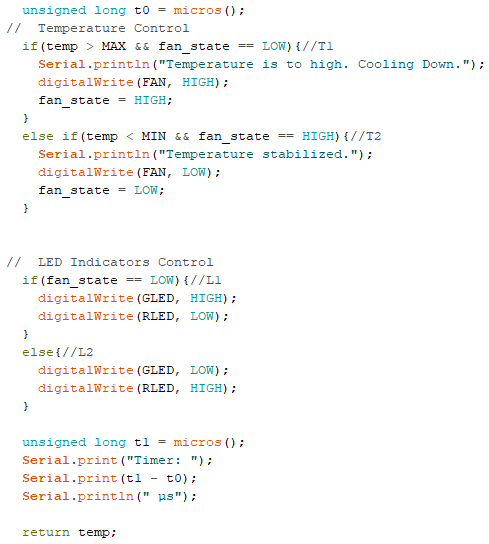 unsigned long t0 = micros();
//  Temperature Control
if(temp > MAX && fan_state == LOW){//T1
Serial.println("Temperature is to high. Cooling Down.");
digitalWrite(FAN, HIGH);
fan_state = HIGH;
}
else if(temp < MIN && fan_state == HIGH){//T2
Serial.println("Temperature stabilized.");
digitalWrite(FAN, LOW);
fan_state = LOW;
}
//  LED Indicators Control
if(fan_state == LOW){//L1
digitalWrite(GLED, HIGH);
digitalWrite(RLED, LOW);
}
else{//L2
digitalWrite(GLED, LOW);
digitalWrite(RLED, HIGH);
}
unsigned long t1 = micros();
Serial.print("Timer: ");
Serial.print(t1 - t0);
Serial.println(" µs");
return temp;